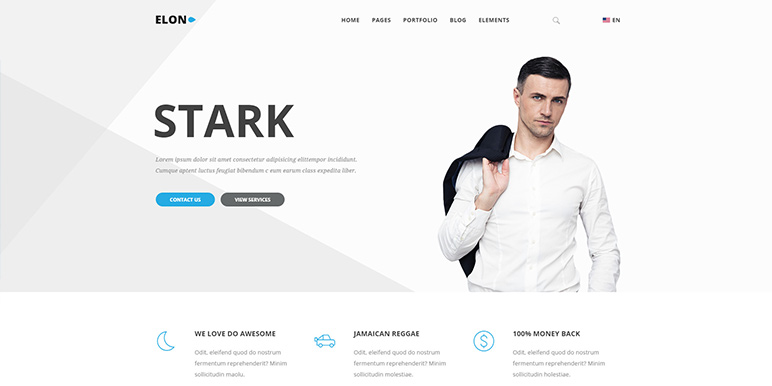 ELON
HOME PAGES PORTFOLIO BLOG ELEMENTS
EN
STARK
Lorem ipsum dolor sit amet consectetur adipisicing elittempor incididunt.
Cumque aptent luctus feugiat bibendum c eum earum class expedita liber.
CONTACT US
VIEW SERVICES
WE LOVE DO AWESOME
Odit, eleifend quod do nostrum
fermentum reprehenderit? Minim
sollicitudin maolu.
JAMAICAN REGGAE
Odit, eleifend quod do nostrum
fermentum reprehenderit? Minim
sollicitudin molestiae.
100% MONEY BACK
Odit, eleifend quod do nostrum
fermentum reprehenderit? Minim
sollicitudin holestiae.